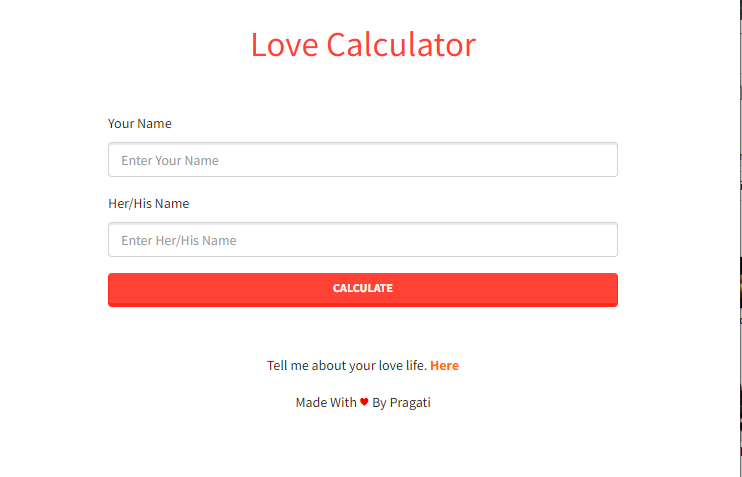 Love Calculator
Your Name
Enter Your Name
Her/His Name
Enter Her/His Name
CALCULATE
Tell me about your love life. Here
Made With ♥ By Pragati